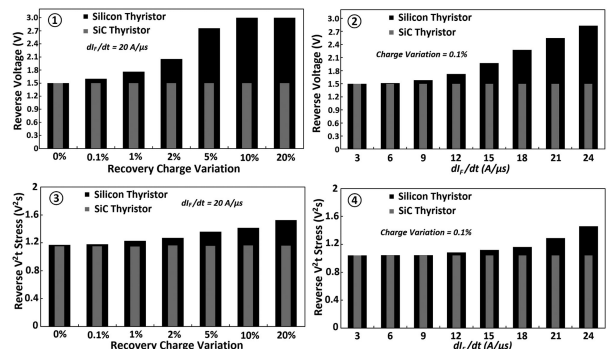 ①
Silicon Thyristor
SiC Thyristor
dI_F/dt = 20 A/μs
Reverse Voltage (V)
3.0
2.7
2.4
2.1
1.8
1.5
1.2
0.9
0.6
0.3
0
0% 0.1% 1% 2% 5% 10% 20%
Recovery Charge Variation
②
Silicon Thyristor
SiC Thyristor
Charge Variation = 0.1%
Reverse Voltage (V)
3.0
2.7
2.4
2.1
1.8
1.5
1.2
0.9
0.6
0.3
0
3 6 9 12 15 18 21 24
dI_F/dt (A/μs)
③
Silicon Thyristor
SiC Thyristor
dI_F/dt = 20 A/μs
Reverse V²t Stress (V²s)
2
1.6
1.2
0.8
0.4
0
0% 0.1% 1% 2% 5% 10% 20%
Recovery Charge Variation
④
Silicon Thyristor
SiC Thyristor
Charge Variation = 0.1%
Reverse V²t Stress (V²s)
2
1.6
1.2
0.8
0.4
0
3 6 9 12 15 18 21 24
dI_F/dt (A/μs)